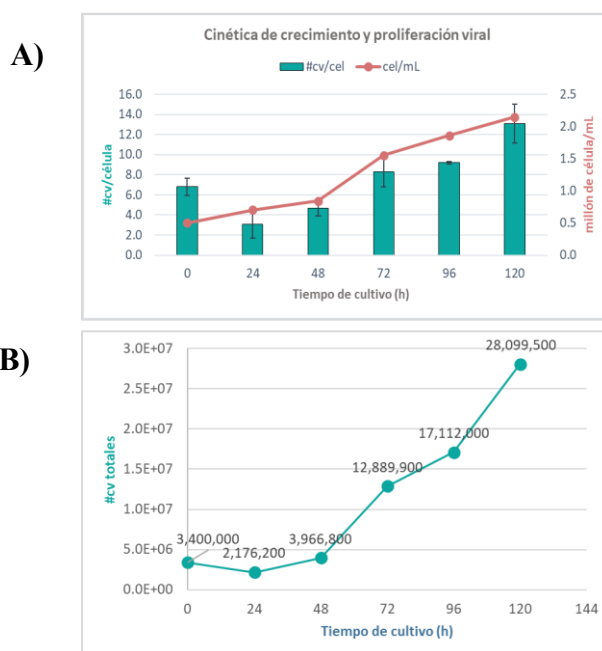 A)
Cinética de crecimiento y proliferación viral
#cv/cel cel/mL
16.0
14.0
12.0
10.0
8.0
6.0
4.0
2.0
0.0
#cv/célula
2.5
2.0
1.5
1.0
0.5
0.0
millón de célula/mL
0 24 48 72 96 120
Tiempo de cultivo (h)
B)
3.0E+07
2.5E+07
2.0E+07
1.5E+07
1.0E+07
5.0E+06
0.0E+00
#cv totales
28,099,500
17,112,000
12,889,900
3,400,000
3,966,800
2,176,200
0 24 48 72 96 120 144
Tiempo de cultivo (h)